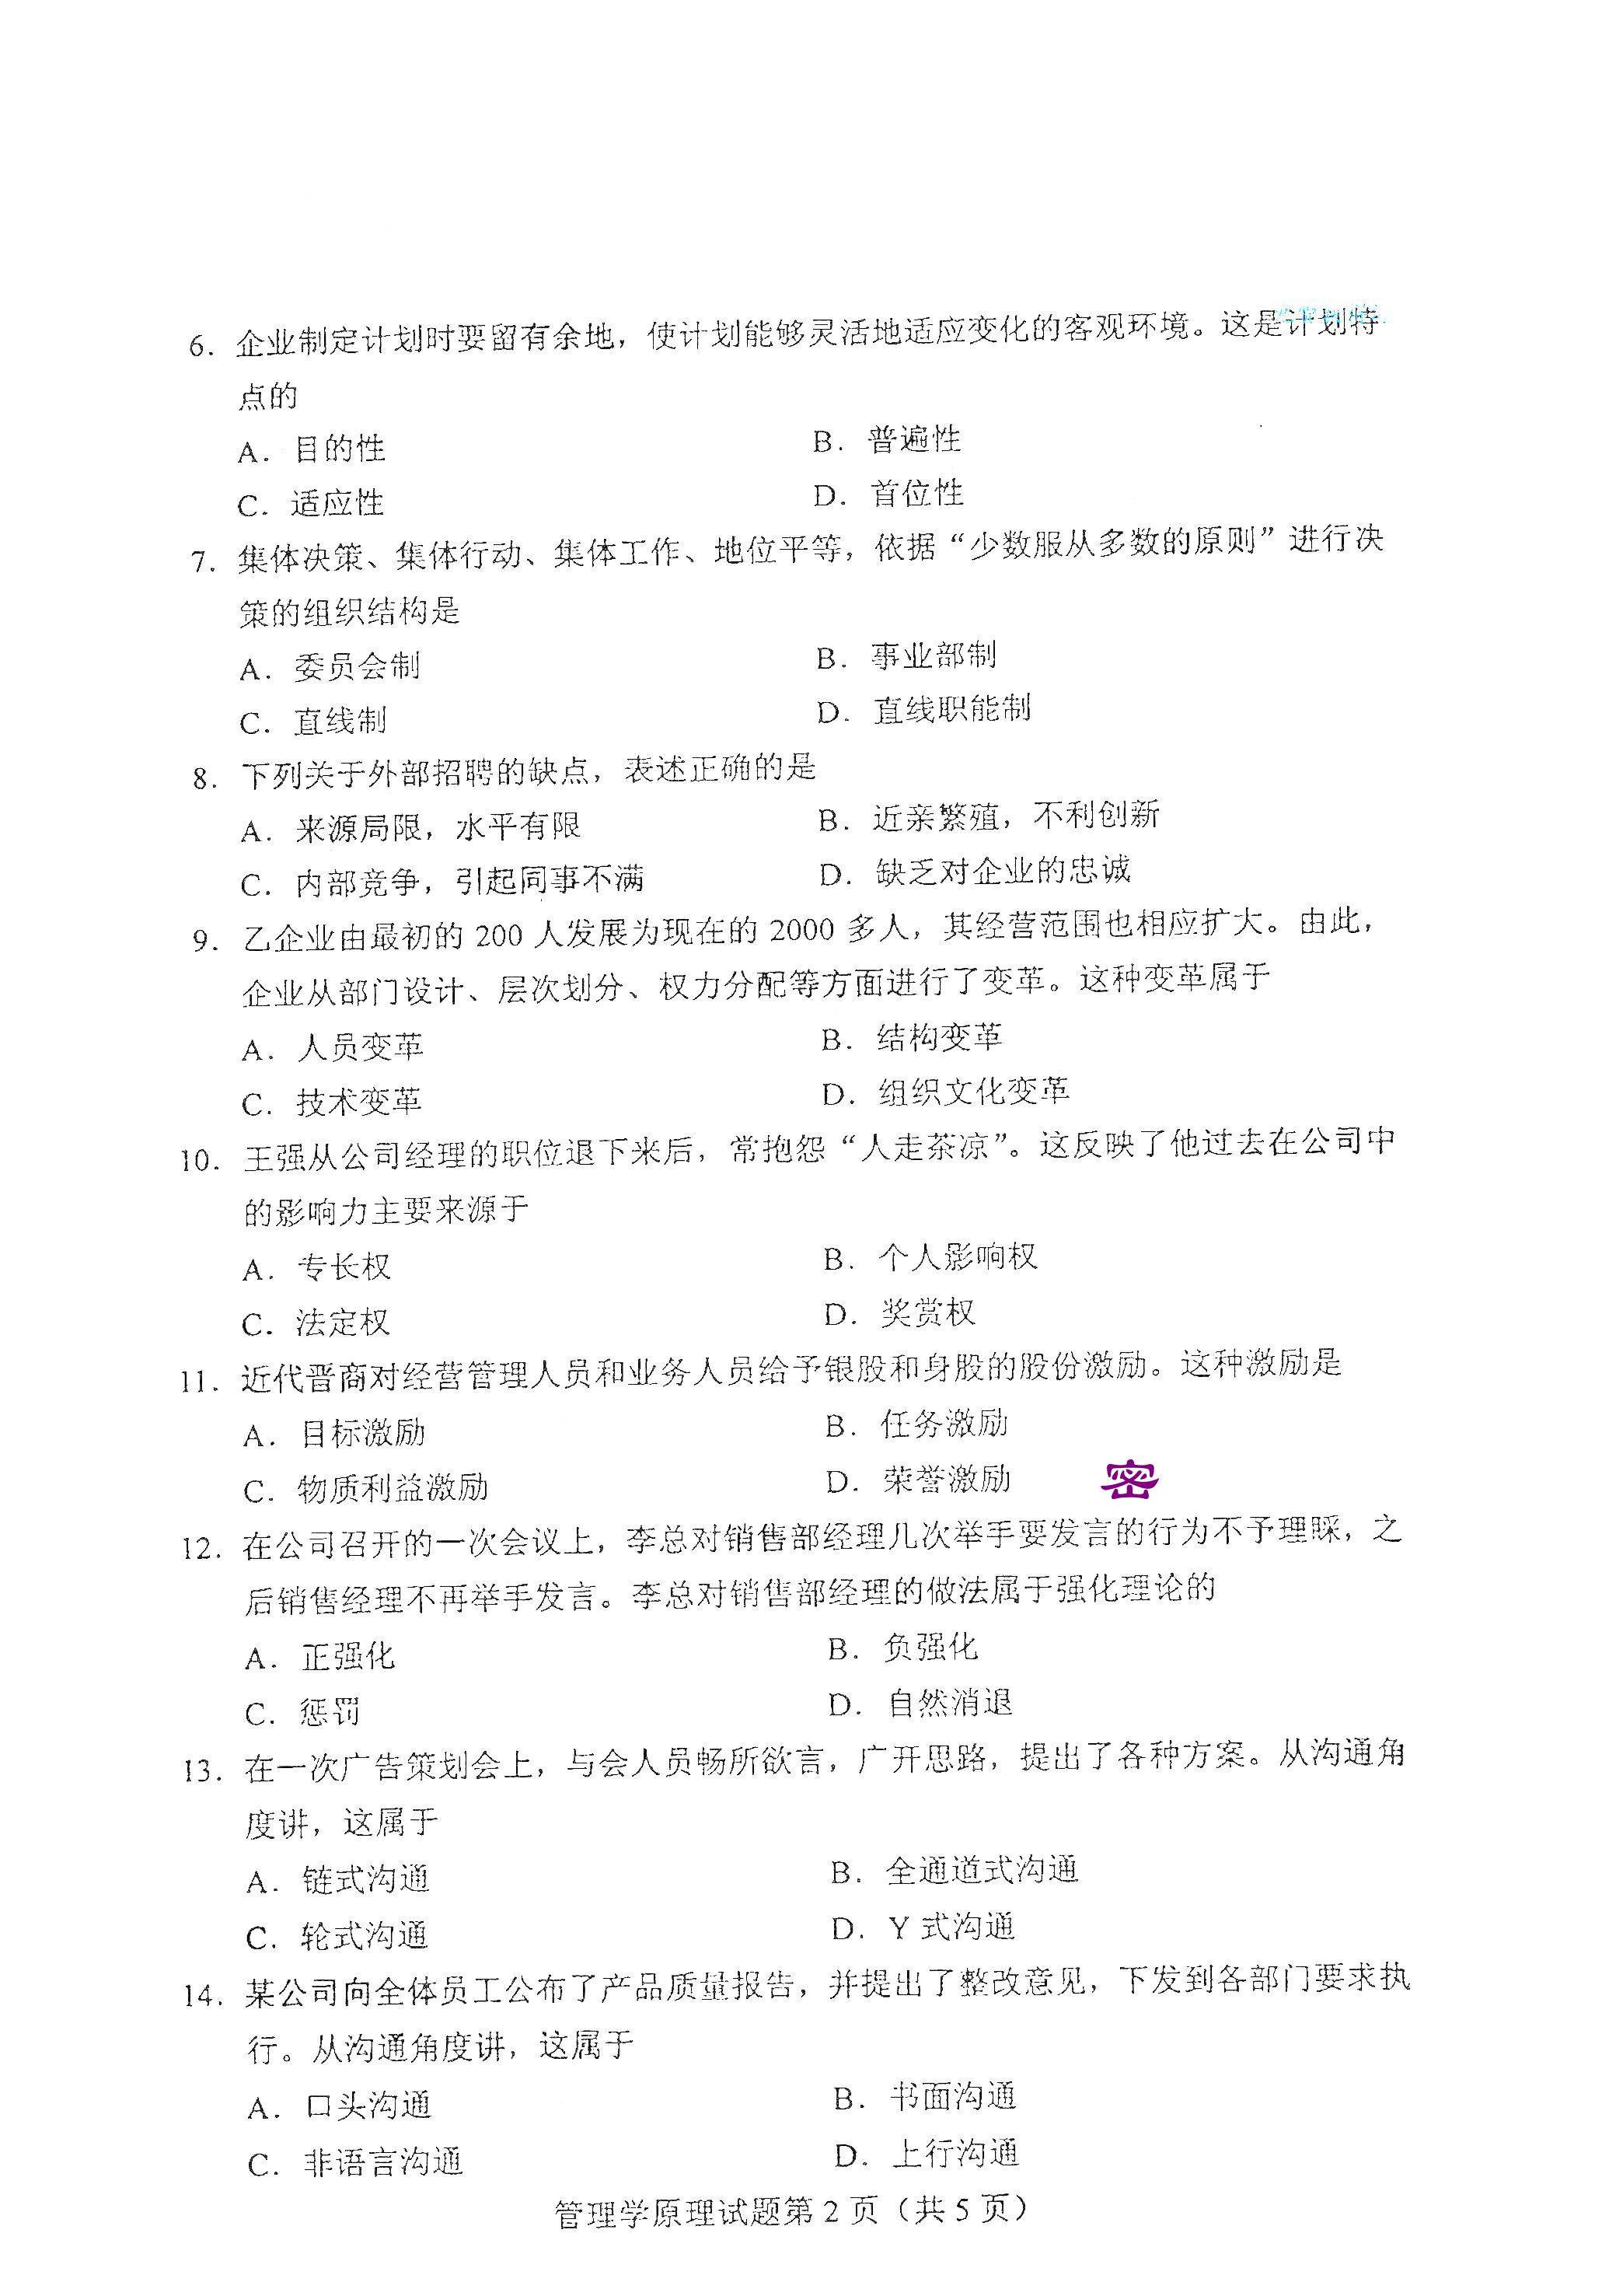 6. 企业制定计划时要留有余地，使计划能够灵活地适应变化的客观环境。这是计划特
点的
A. 目的性 B. 普遍性
C. 适应性 D. 首位性
7. 集体决策、集体行动、集体工作、地位平等，依据“少数服从多数的原则”进行决
策的组织结构是
A. 委员会制 B. 事业部制
C. 直线制 D. 直线职能制
8. 下列关于外部招聘的缺点，表述正确的是
A. 来源局限，水平有限 B. 近亲繁殖，不利创新
C. 内部竞争，引起同事不满 D. 缺乏对企业的忠诚
9. 乙企业由最初的 200 人发展为现在的 2000 多人，其经营范围也相应扩大。由此，
企业从部门设计、层次划分、权力分配等方面进行了变革。这种变革属于
A. 人员变革 B. 结构变革
C. 技术变革 D. 组织文化变革
10. 王强从公司经理的职位退下来后，常抱怨“人走茶凉”。这反映了他过去在公司中
的影响力主要来源于
A. 专长权 B. 个人影响权
C. 法定权 D. 奖赏权
11. 近代晋商对经营管理人员和业务人员给予银股和身股的股份激励。这种激励是
A. 目标激励 B. 任务激励
C. 物质利益激励 D. 荣誉激励 密
12. 在公司召开的一次会议上，李总对销售部经理几次举手要发言的行为不予理睬，之
后销售经理不再举手发言。李总对销售部经理的做法属于强化理论的
A. 正强化 B. 负强化
C. 惩罚 D. 自然消退
13. 在一次广告策划会上，与会人员畅所欲言，广开思路，提出了各种方案。从沟通角
度讲，这属于
A. 链式沟通 B. 全通道式沟通
C. 轮式沟通 D. Y 式沟通
14. 某公司向全体员工公布了产品质量报告，并提出了整改意见，下发到各部门要求执
行。从沟通角度讲，这属于
A. 口头沟通 B. 书面沟通
C. 非语言沟通 D. 上行沟通
管理学原理试题第 2 页（共 5 页）